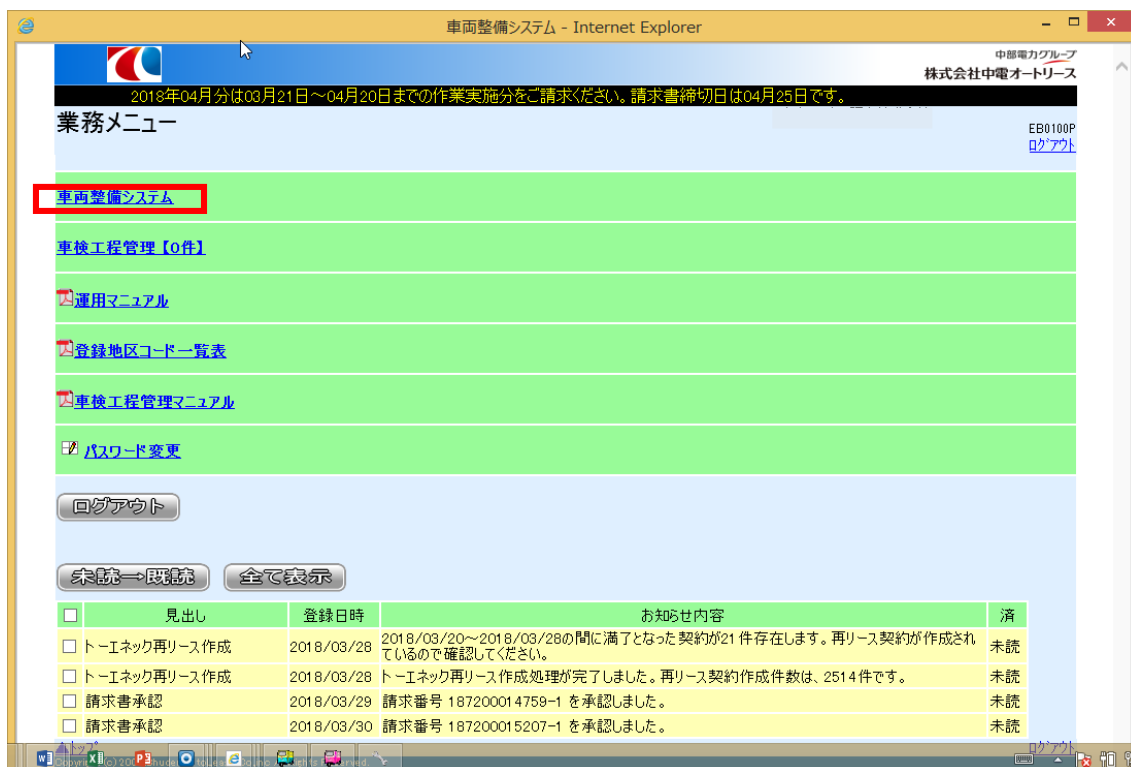 車両整備システム - Internet Explorer
中部電力グループ
株式会社中電オートリース
2018年04月分は03月21日～04月20日までの作業実施分をご請求ください。請求書締切日は04月25日です。
業務メニュー
EB0100P
ログアウト
車両整備システム
車検工程管理【0件】
運用マニュアル
登録地区コード一覧表
車検工程管理マニュアル
パスワード変更
ログアウト
未読→既読 全て表示
見出し 登録日時 お知らせ内容 済
トーエネック再リース作成 2018/03/28 2018/03/20～2018/03/28の間に満了となった契約が21件存在します。再リース契約が作成され
ているので確認してください。 未読
トーエネック再リース作成 2018/03/28 トーエネック再リース作成処理が完了しました。再リース契約作成件数は、2514件です。 未読
請求書承認 2018/03/29 請求番号 187200014759-1 を承認しました。 未読
請求書承認 2018/03/30 請求番号 187200015207-1 を承認しました。 未読
▲トップ ログアウト